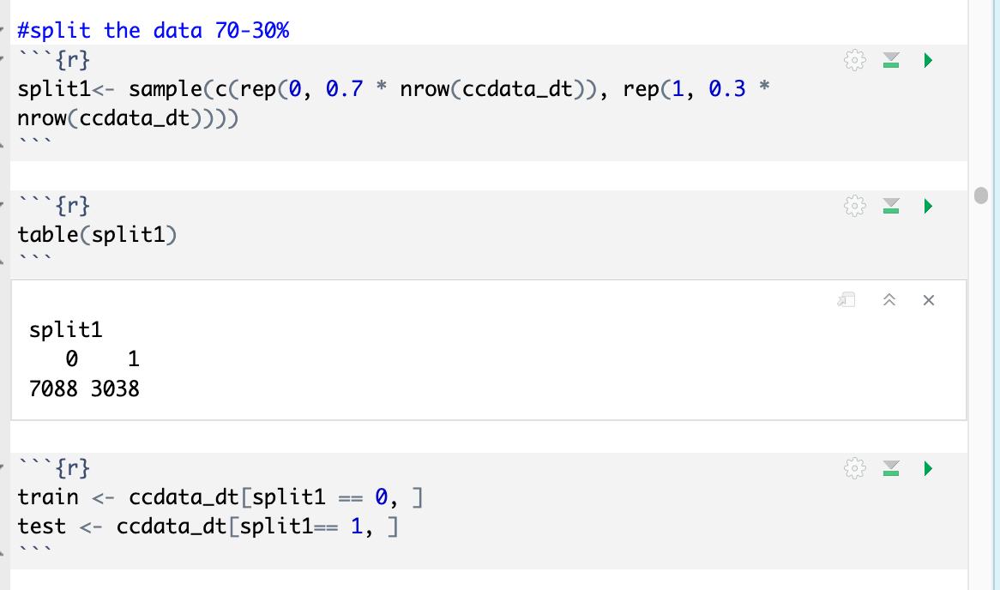 #split the data 70-30%
```{r}
split1<- sample(c(rep(0, 0.7 * nrow(ccdata_dt)), rep(1, 0.3 *
nrow(ccdata_dt))))
```
```{r}
table(split1)
```
split1
   0    1
7088 3038
```{r}
train <- ccdata_dt[split1 == 0, ]
test <- ccdata_dt[split1== 1, ]
```